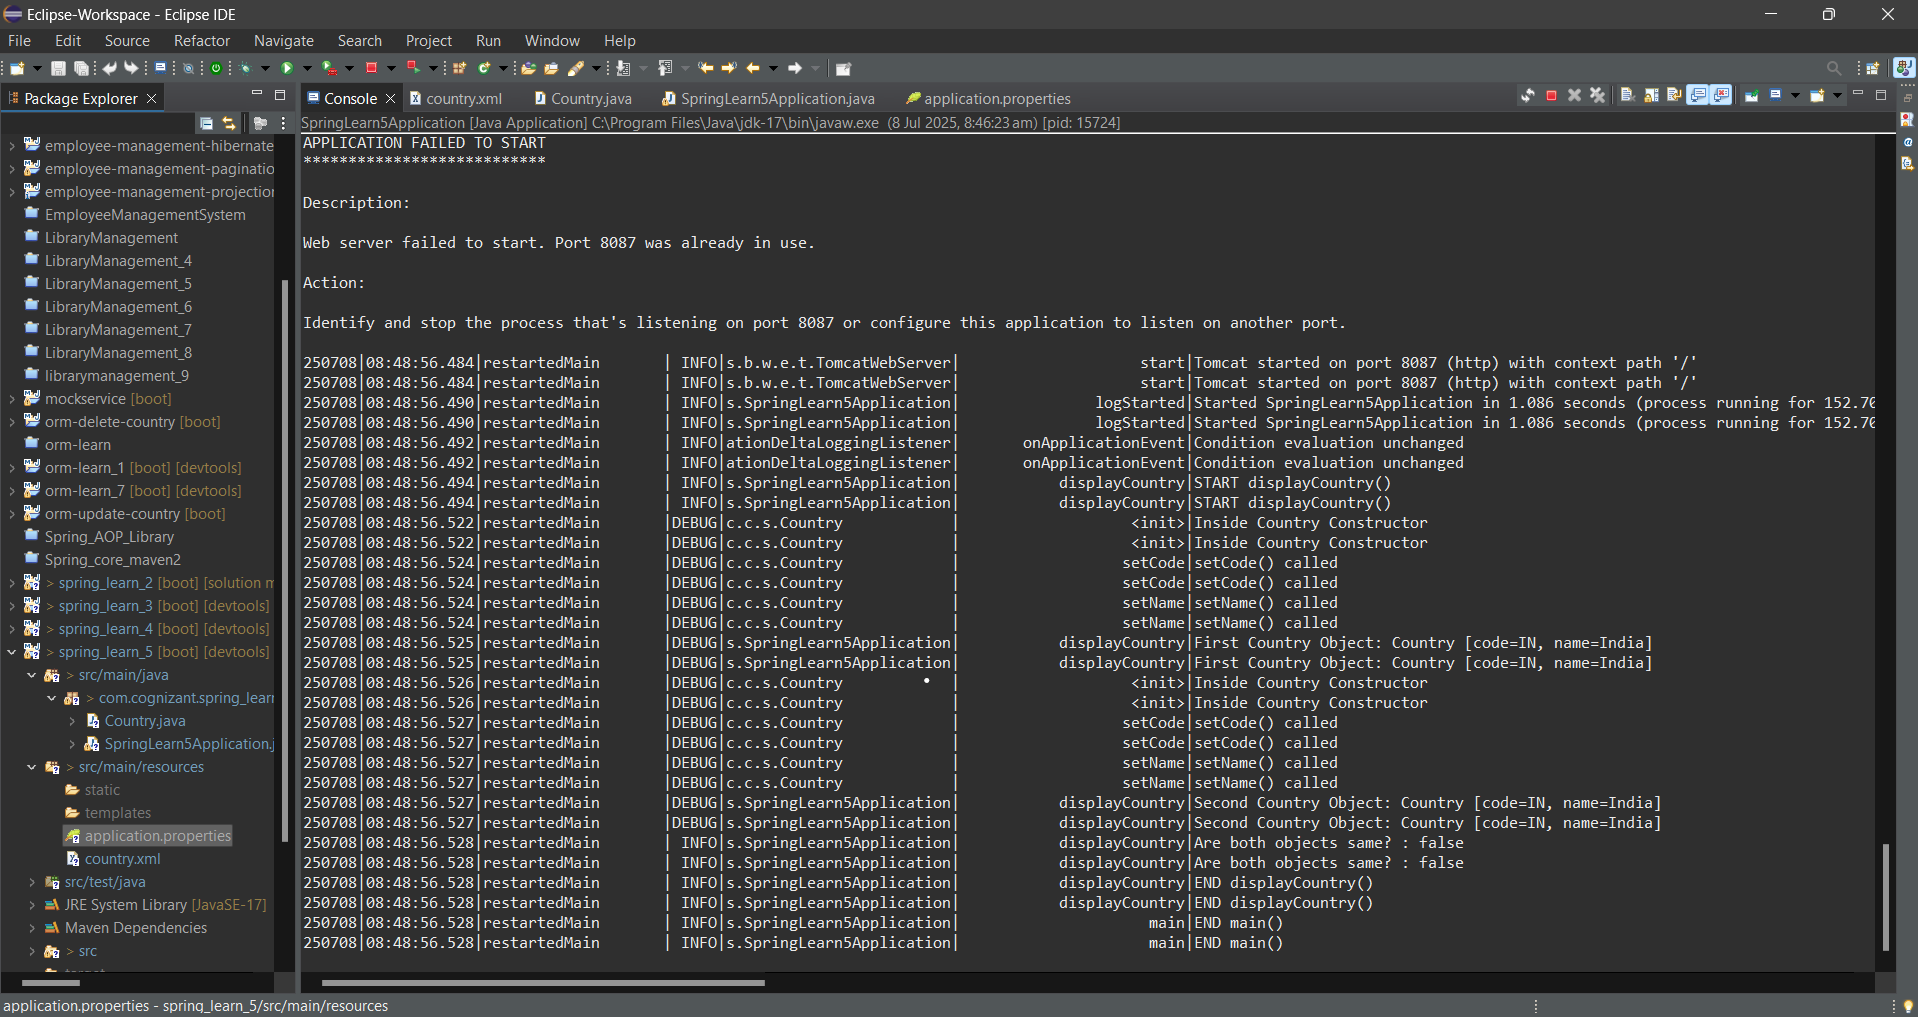 Eclipse-Workspace - Eclipse IDE
File Edit Source Refactor Navigate Search Project Run Window Help
Package Explorer
Console country.xml Country.java SpringLearn5Application.java application.properties
SpringLearn5Application [Java Application] C:\Program Files\Java\jdk-17\bin\javaw.exe (8 Jul 2025, 8:46:23 am) [pid: 15724]
employee-management-hibernate
employee-management-paginatio
employee-management-projection
EmployeeManagementSystem
LibraryManagement
LibraryManagement_4
LibraryManagement_5
LibraryManagement_6
LibraryManagement_7
LibraryManagement_8
librarymanagement_9
mockservice [boot]
orm-delete-country [boot]
orm-learn
orm-learn_1 [boot] [devtools]
orm-learn_7 [boot] [devtools]
orm-update-country [boot]
Spring_AOP_Library
Spring_core_maven2
> spring_learn_2 [boot] [solution m
> spring_learn_3 [boot] [devtools]
> spring_learn_4 [boot] [devtools]
> spring_learn_5 [boot] [devtools]
> src/main/java
> com.cognizant.spring_lear
Country.java
SpringLearn5Application.j
> src/main/resources
static
templates
application.properties
country.xml
src/test/java
JRE System Library [JavaSE-17]
Maven Dependencies
> src
APPLICATION FAILED TO START
***************************
Description:
Web server failed to start. Port 8087 was already in use.
Action:
Identify and stop the process that's listening on port 8087 or configure this application to listen on another port.
250708|08:48:56.484|restartedMain | INFO|s.b.w.e.t.TomcatWebServer| start|Tomcat started on port 8087 (http) with context path '/'
250708|08:48:56.484|restartedMain | INFO|s.b.w.e.t.TomcatWebServer| start|Tomcat started on port 8087 (http) with context path '/'
250708|08:48:56.490|restartedMain | INFO|s.SpringLearn5Application| logStarted|Started SpringLearn5Application in 1.086 seconds (process running for 152.70
250708|08:48:56.490|restartedMain | INFO|s.SpringLearn5Application| logStarted|Started SpringLearn5Application in 1.086 seconds (process running for 152.70
250708|08:48:56.492|restartedMain | INFO|ationDeltaLoggingListener| onApplicationEvent|Condition evaluation unchanged
250708|08:48:56.492|restartedMain | INFO|ationDeltaLoggingListener| onApplicationEvent|Condition evaluation unchanged
250708|08:48:56.494|restartedMain | INFO|s.SpringLearn5Application| displayCountry|START displayCountry()
250708|08:48:56.494|restartedMain | INFO|s.SpringLearn5Application| displayCountry|START displayCountry()
250708|08:48:56.522|restartedMain |DEBUG|c.c.s.Country | <init>|Inside Country Constructor
250708|08:48:56.522|restartedMain |DEBUG|c.c.s.Country | <init>|Inside Country Constructor
250708|08:48:56.524|restartedMain |DEBUG|c.c.s.Country | setCode|setCode() called
250708|08:48:56.524|restartedMain |DEBUG|c.c.s.Country | setCode|setCode() called
250708|08:48:56.524|restartedMain |DEBUG|c.c.s.Country | setName|setName() called
250708|08:48:56.524|restartedMain |DEBUG|c.c.s.Country | setName|setName() called
250708|08:48:56.525|restartedMain |DEBUG|s.SpringLearn5Application| displayCountry|First Country Object: Country [code=IN, name=India]
250708|08:48:56.525|restartedMain |DEBUG|s.SpringLearn5Application| displayCountry|First Country Object: Country [code=IN, name=India]
250708|08:48:56.526|restartedMain |DEBUG|c.c.s.Country | <init>|Inside Country Constructor
250708|08:48:56.526|restartedMain |DEBUG|c.c.s.Country | <init>|Inside Country Constructor
250708|08:48:56.527|restartedMain |DEBUG|c.c.s.Country | setCode|setCode() called
250708|08:48:56.527|restartedMain |DEBUG|c.c.s.Country | setCode|setCode() called
250708|08:48:56.527|restartedMain |DEBUG|c.c.s.Country | setName|setName() called
250708|08:48:56.527|restartedMain |DEBUG|c.c.s.Country | setName|setName() called
250708|08:48:56.527|restartedMain |DEBUG|s.SpringLearn5Application| displayCountry|Second Country Object: Country [code=IN, name=India]
250708|08:48:56.527|restartedMain |DEBUG|s.SpringLearn5Application| displayCountry|Second Country Object: Country [code=IN, name=India]
250708|08:48:56.528|restartedMain | INFO|s.SpringLearn5Application| displayCountry|Are both objects same? : false
250708|08:48:56.528|restartedMain | INFO|s.SpringLearn5Application| displayCountry|Are both objects same? : false
250708|08:48:56.528|restartedMain | INFO|s.SpringLearn5Application| displayCountry|END displayCountry()
250708|08:48:56.528|restartedMain | INFO|s.SpringLearn5Application| displayCountry|END displayCountry()
250708|08:48:56.528|restartedMain | INFO|s.SpringLearn5Application| main|END main()
250708|08:48:56.528|restartedMain | INFO|s.SpringLearn5Application| main|END main()
application.properties - spring_learn_5/src/main/resources